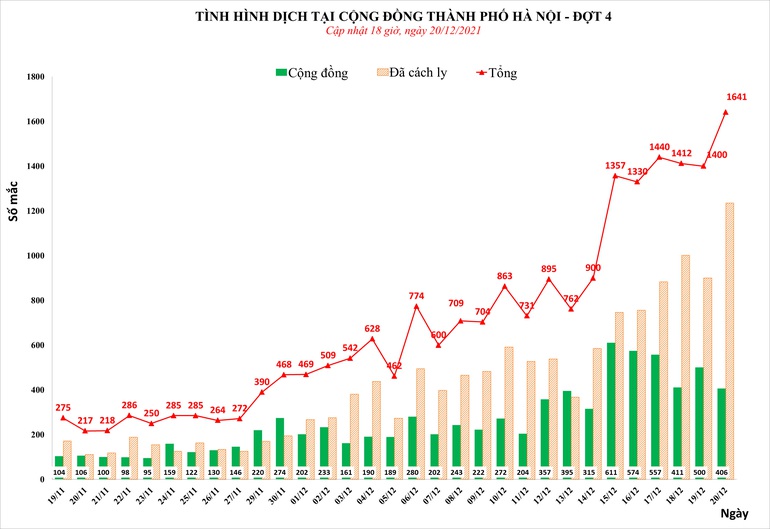 TÌNH HÌNH DỊCH TẠI CỘNG ĐỒNG THÀNH PHỐ HÀ NỘI - ĐỢT 4
Cập nhật 18 giờ, ngày 20/12/2021
Cộng đồng Đã cách ly Tổng
Số mắc
1800
1600
1400
1200
1000
800
600
400
200
0
275 217 218 286 250 285 285 264 272 390 468 469 509 542 628 462 774 600 709 704 863 731 895 762 900 1357 1330 1440 1412 1400 1641
104 106 100 98 95 159 122 130 146 220 274 202 233 161 190 189 280 202 243 222 272 204 357 395 315 611 574 557 411 500 406
19/11 20/11 21/11 22/11 23/11 24/11 25/11 26/11 27/11 29/11 30/11 01/12 02/12 03/12 04/12 05/12 06/12 07/12 08/12 09/12 10/12 11/12 12/12 13/12 14/12 15/12 16/12 17/12 18/12 19/12 20/12
Ngày